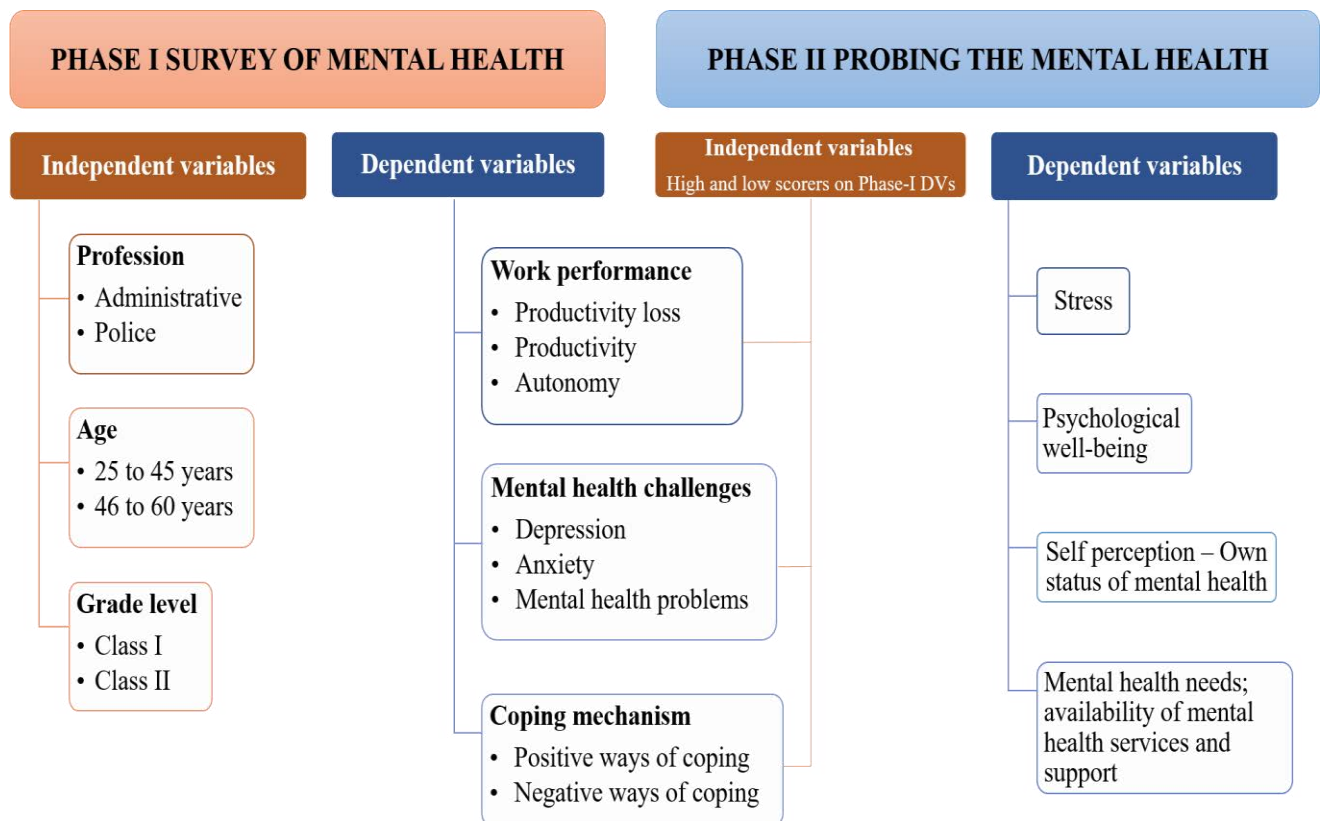 PHASE I SURVEY OF MENTAL HEALTH
PHASE II PROBING THE MENTAL HEALTH
Independent variables
Profession
• Administrative
• Police
Age
• 25 to 45 years
• 46 to 60 years
Grade level
• Class I
• Class II
Dependent variables
Work performance
• Productivity loss
• Productivity
• Autonomy
Mental health challenges
• Depression
• Anxiety
• Mental health problems
Coping mechanism
• Positive ways of coping
• Negative ways of coping
Independent variables
High and low scorers on Phase-I DVs
Dependent variables
Stress
Psychological
well-being
Self perception – Own
status of mental health
Mental health needs;
availability of mental
health services and
support